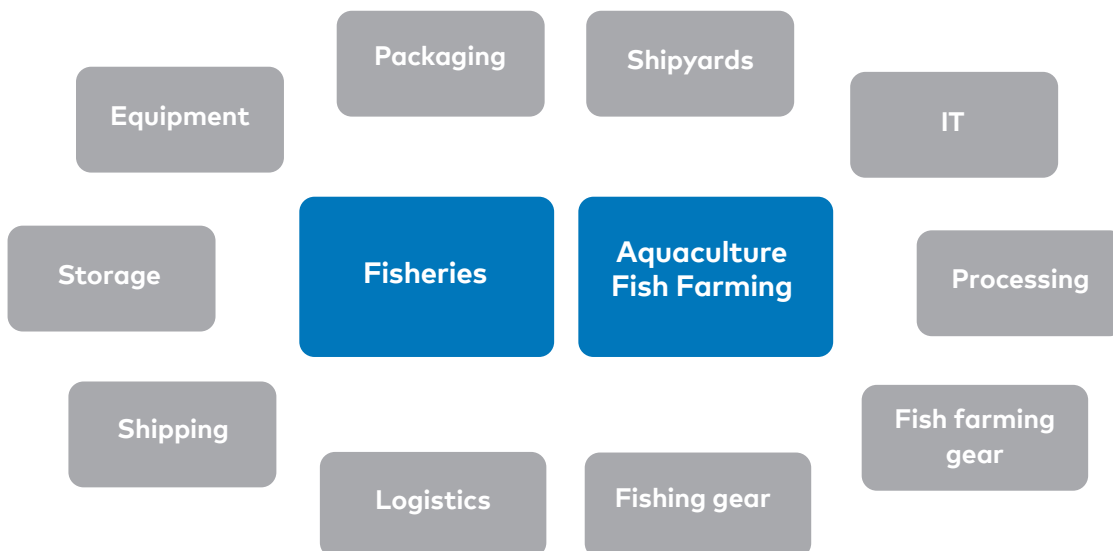 Packaging
Shipyards
Equipment
IT
Fisheries
Aquaculture
Fish Farming
Storage
Processing
Shipping
Fish farming
gear
Logistics
Fishing gear